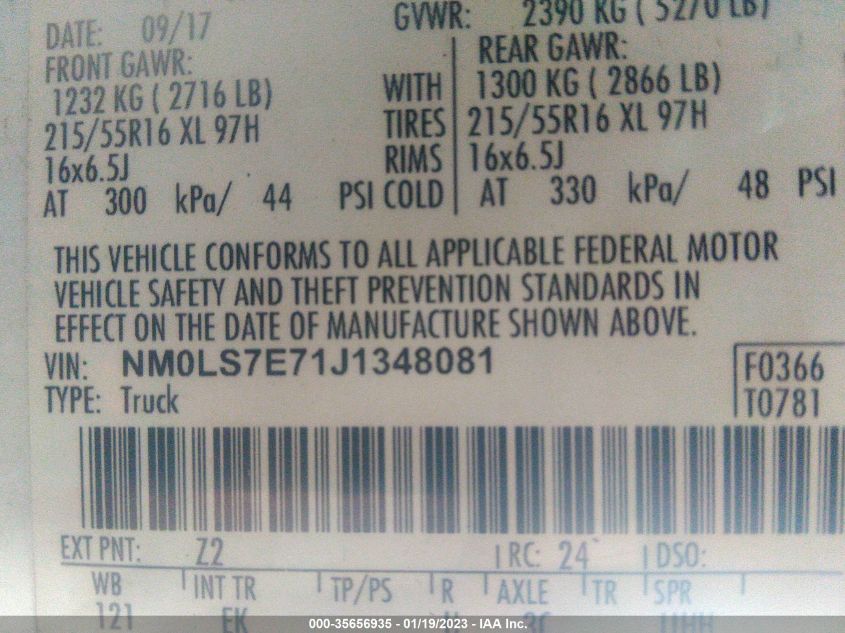 DATE: 09/17 GVWR: 2390 KG ( 5270 LB)
FRONT GAWR: REAR GAWR:
1232 KG ( 2716 LB) WITH 1300 KG ( 2866 LB)
215/55R16 XL 97H TIRES 215/55R16 XL 97H
16x6.5J RIMS 16x6.5J
AT 300 kPa/ 44 PSI COLD AT 330 kPa/ 48 PSI
THIS VEHICLE CONFORMS TO ALL APPLICABLE FEDERAL MOTOR
VEHICLE SAFETY AND THEFT PREVENTION STANDARDS IN
EFFECT ON THE DATE OF MANUFACTURE SHOWN ABOVE.
VIN: NM0LS7E71J1348081 F0366
TYPE: Truck T0781
EXT PNT: Z2 RC: 24 DSO:
WB INT TR TP/PS R AXLE TR SPR
121 EK
000-35656935 - 01/19/2023 - IAA Inc.